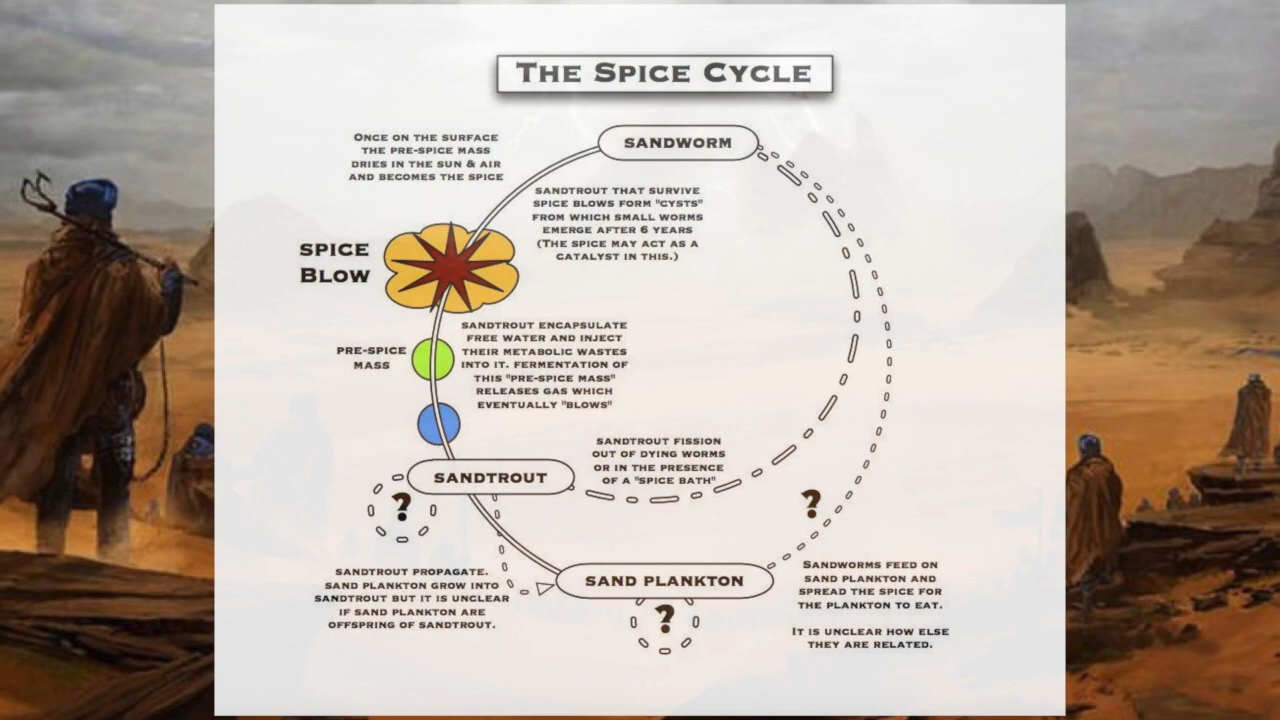 THE SPICE CYCLE
SANDWORM
ONCE ON THE SURFACE
THE PRE-SPICE MASS
DRIES IN THE SUN & AIR
AND BECOMES THE SPICE
SANDTROUT THAT SURVIVE
SPICE BLOWS FORM "CYSTS"
FROM WHICH SMALL WORMS
EMERGE AFTER 6 YEARS
(THE SPICE MAY ACT AS A
CATALYST IN THIS.)
SPICE
BLOW
SANDTROUT ENCAPSULATE
FREE WATER AND INJECT
THEIR METABOLIC WASTES
INTO IT. FERMENTATION OF
THIS "PRE-SPICE MASS"
RELEASES GAS WHICH
EVENTUALLY "BLOWS"
PRE-SPICE
MASS
SANDTROUT FISSION
OUT OF DYING WORMS
OR IN THE PRESENCE
OF A "SPICE BATH"
SANDTROUT
?
?
SANDTROUT PROPAGATE.
SAND PLANKTON GROW INTO
SANDTROUT BUT IT IS UNCLEAR
IF SAND PLANKTON ARE
OFFSPRING OF SANDTROUT.
SAND PLANKTON
?
SANDWORMS FEED ON
SAND PLANKTON AND
SPREAD THE SPICE FOR
THE PLANKTON TO EAT.
IT IS UNCLEAR HOW ELSE
THEY ARE RELATED.